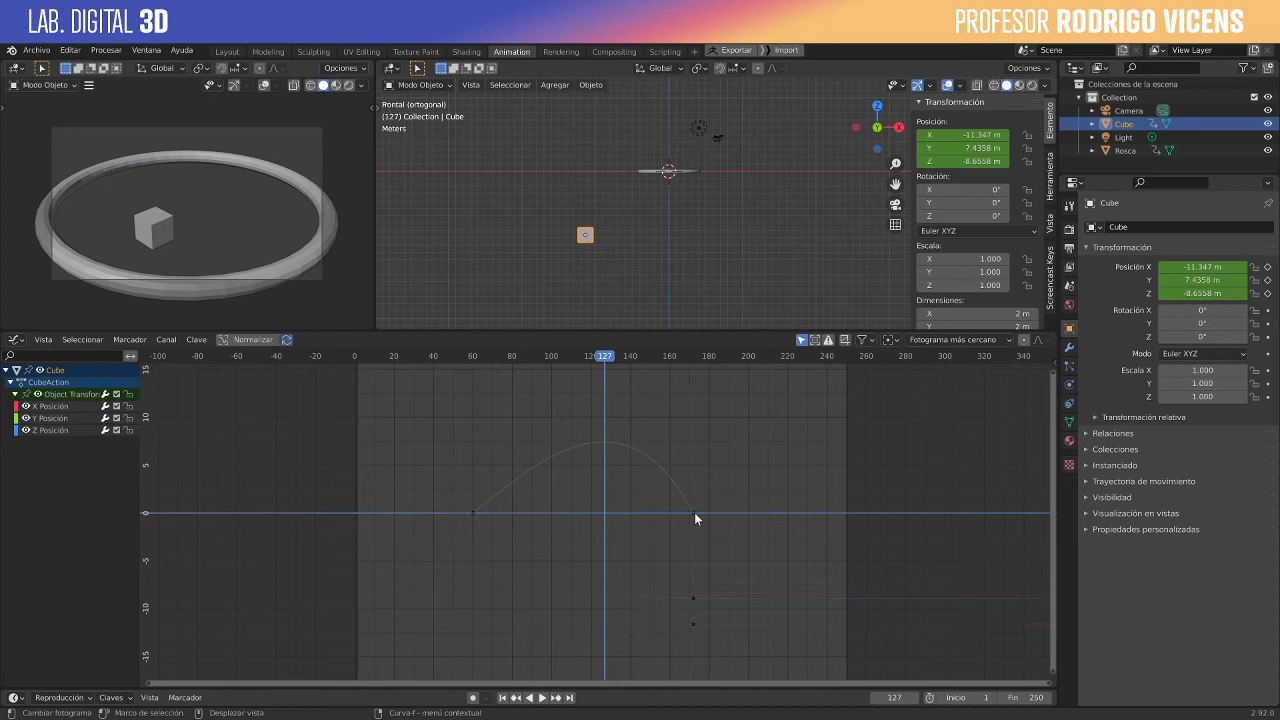 LAB. DIGITAL 3D
PROFESOR RODRIGO VICENS
Archivo Editar Procesar Ventana Ayuda Layout Modeling Sculpting UV Editing Texture Paint Shading Animation Rendering Compositing Scripting + Exportar Import Scene View Layer
Global Opciones Global Opciones
Modo Objeto Modo Objeto Vista Seleccionar Agregar Objeto
Rontal (ortogonal)
(127) Collection | Cube
Meters
Z
Y
X
Transformación
Posición:
X -11.347 m
Y 7.4358 m
Z -8.6558 m
Rotación:
X 0°
Y 0°
Z 0°
Euler XYZ
Escala:
X 1.000
Y 1.000
Z 1.000
Dimensiones:
X 2 m
Y 2 m
Elemento
Herramienta
Vista
Screencast Keys
Colecciones de la escena
Collection
Camera
Cube
Light
Rosca
Cube
Cube
Transformación
Posición X -11.347 m
Y 7.4358 m
Z -8.6558 m
Rotación X 0°
Y 0°
Z 0°
Modo Euler XYZ
Escala X 1.000
Y 1.000
Z 1.000
Transformación relativa
Relaciones
Colecciones
Instanciado
Trayectoria de movimiento
Visibilidad
Visualización en vistas
Propiedades personalizadas
Vista Seleccionar Marcador Canal Clave Normalizar Fotograma más cercano
-100 -80 -60 -40 -20 0 20 40 60 80 100 127 140 160 180 200 220 240 260 280 300 320 340
Cube
CubeAction
Object Transfor
X Posición
Y Posición
Z Posición
15
10
5
0
-5
-10
-15
Reproducción Claves Vista Marcador 127 Inicio 1 Fin 250
Cambiar fotograma Marco de selección Desplazar vista Curva-f - menú contextual 2.92.0